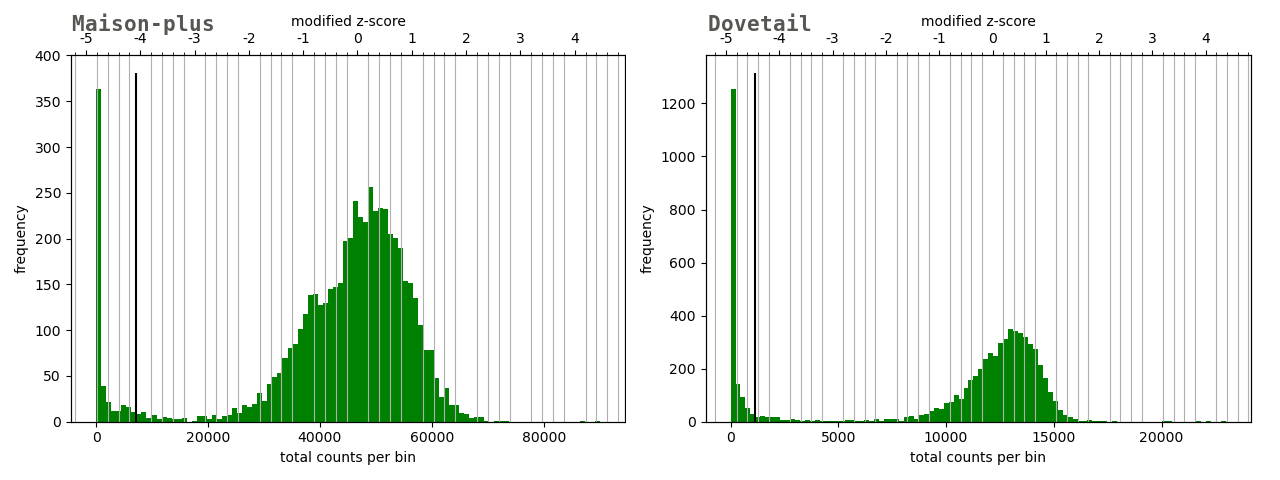 Maison-plus
modified z-score
-5 -4 -3 -2 -1 0 1 2 3 4
400
350
300
250
200
150
100
50
0
frequency
0 20000 40000 60000 80000
total counts per bin
Dovetail
modified z-score
-5 -4 -3 -2 -1 0 1 2 3 4
1200
1000
800
600
400
200
0
frequency
0 5000 10000 15000 20000
total counts per bin